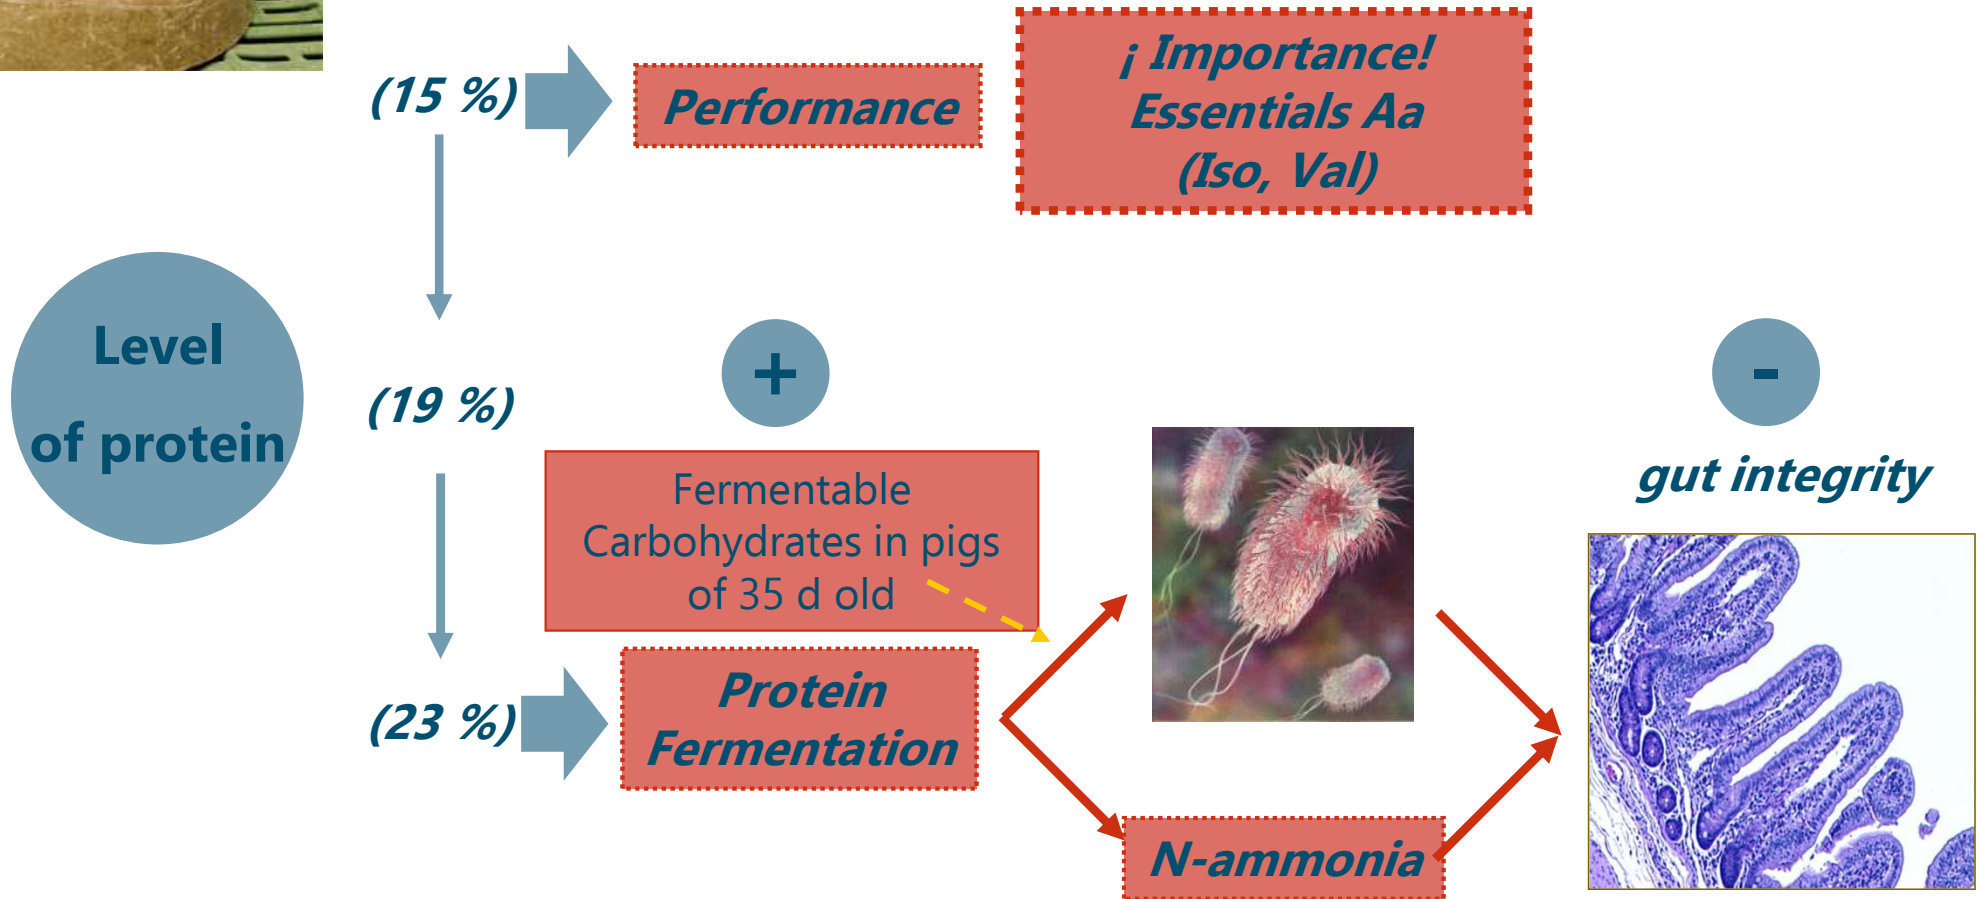 (15 %)
Performance
¡ Importance!
Essentials Aa
(Iso, Val)
Level
of protein
(19 %)
+
-
gut integrity
Fermentable
Carbohydrates in pigs
of 35 d old
(23 %)
Protein
Fermentation
N-ammonia